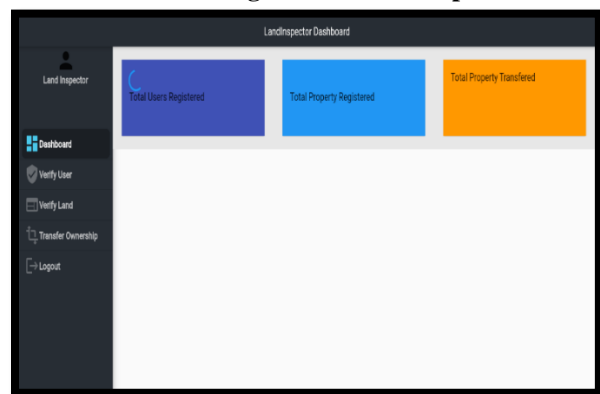 LandInspector Dashboard
Land Inspector
Dashboard
Verify User
Verify Land
Transfer Ownership
Logout
Total Users Registered
Total Property Registered
Total Property Transfered